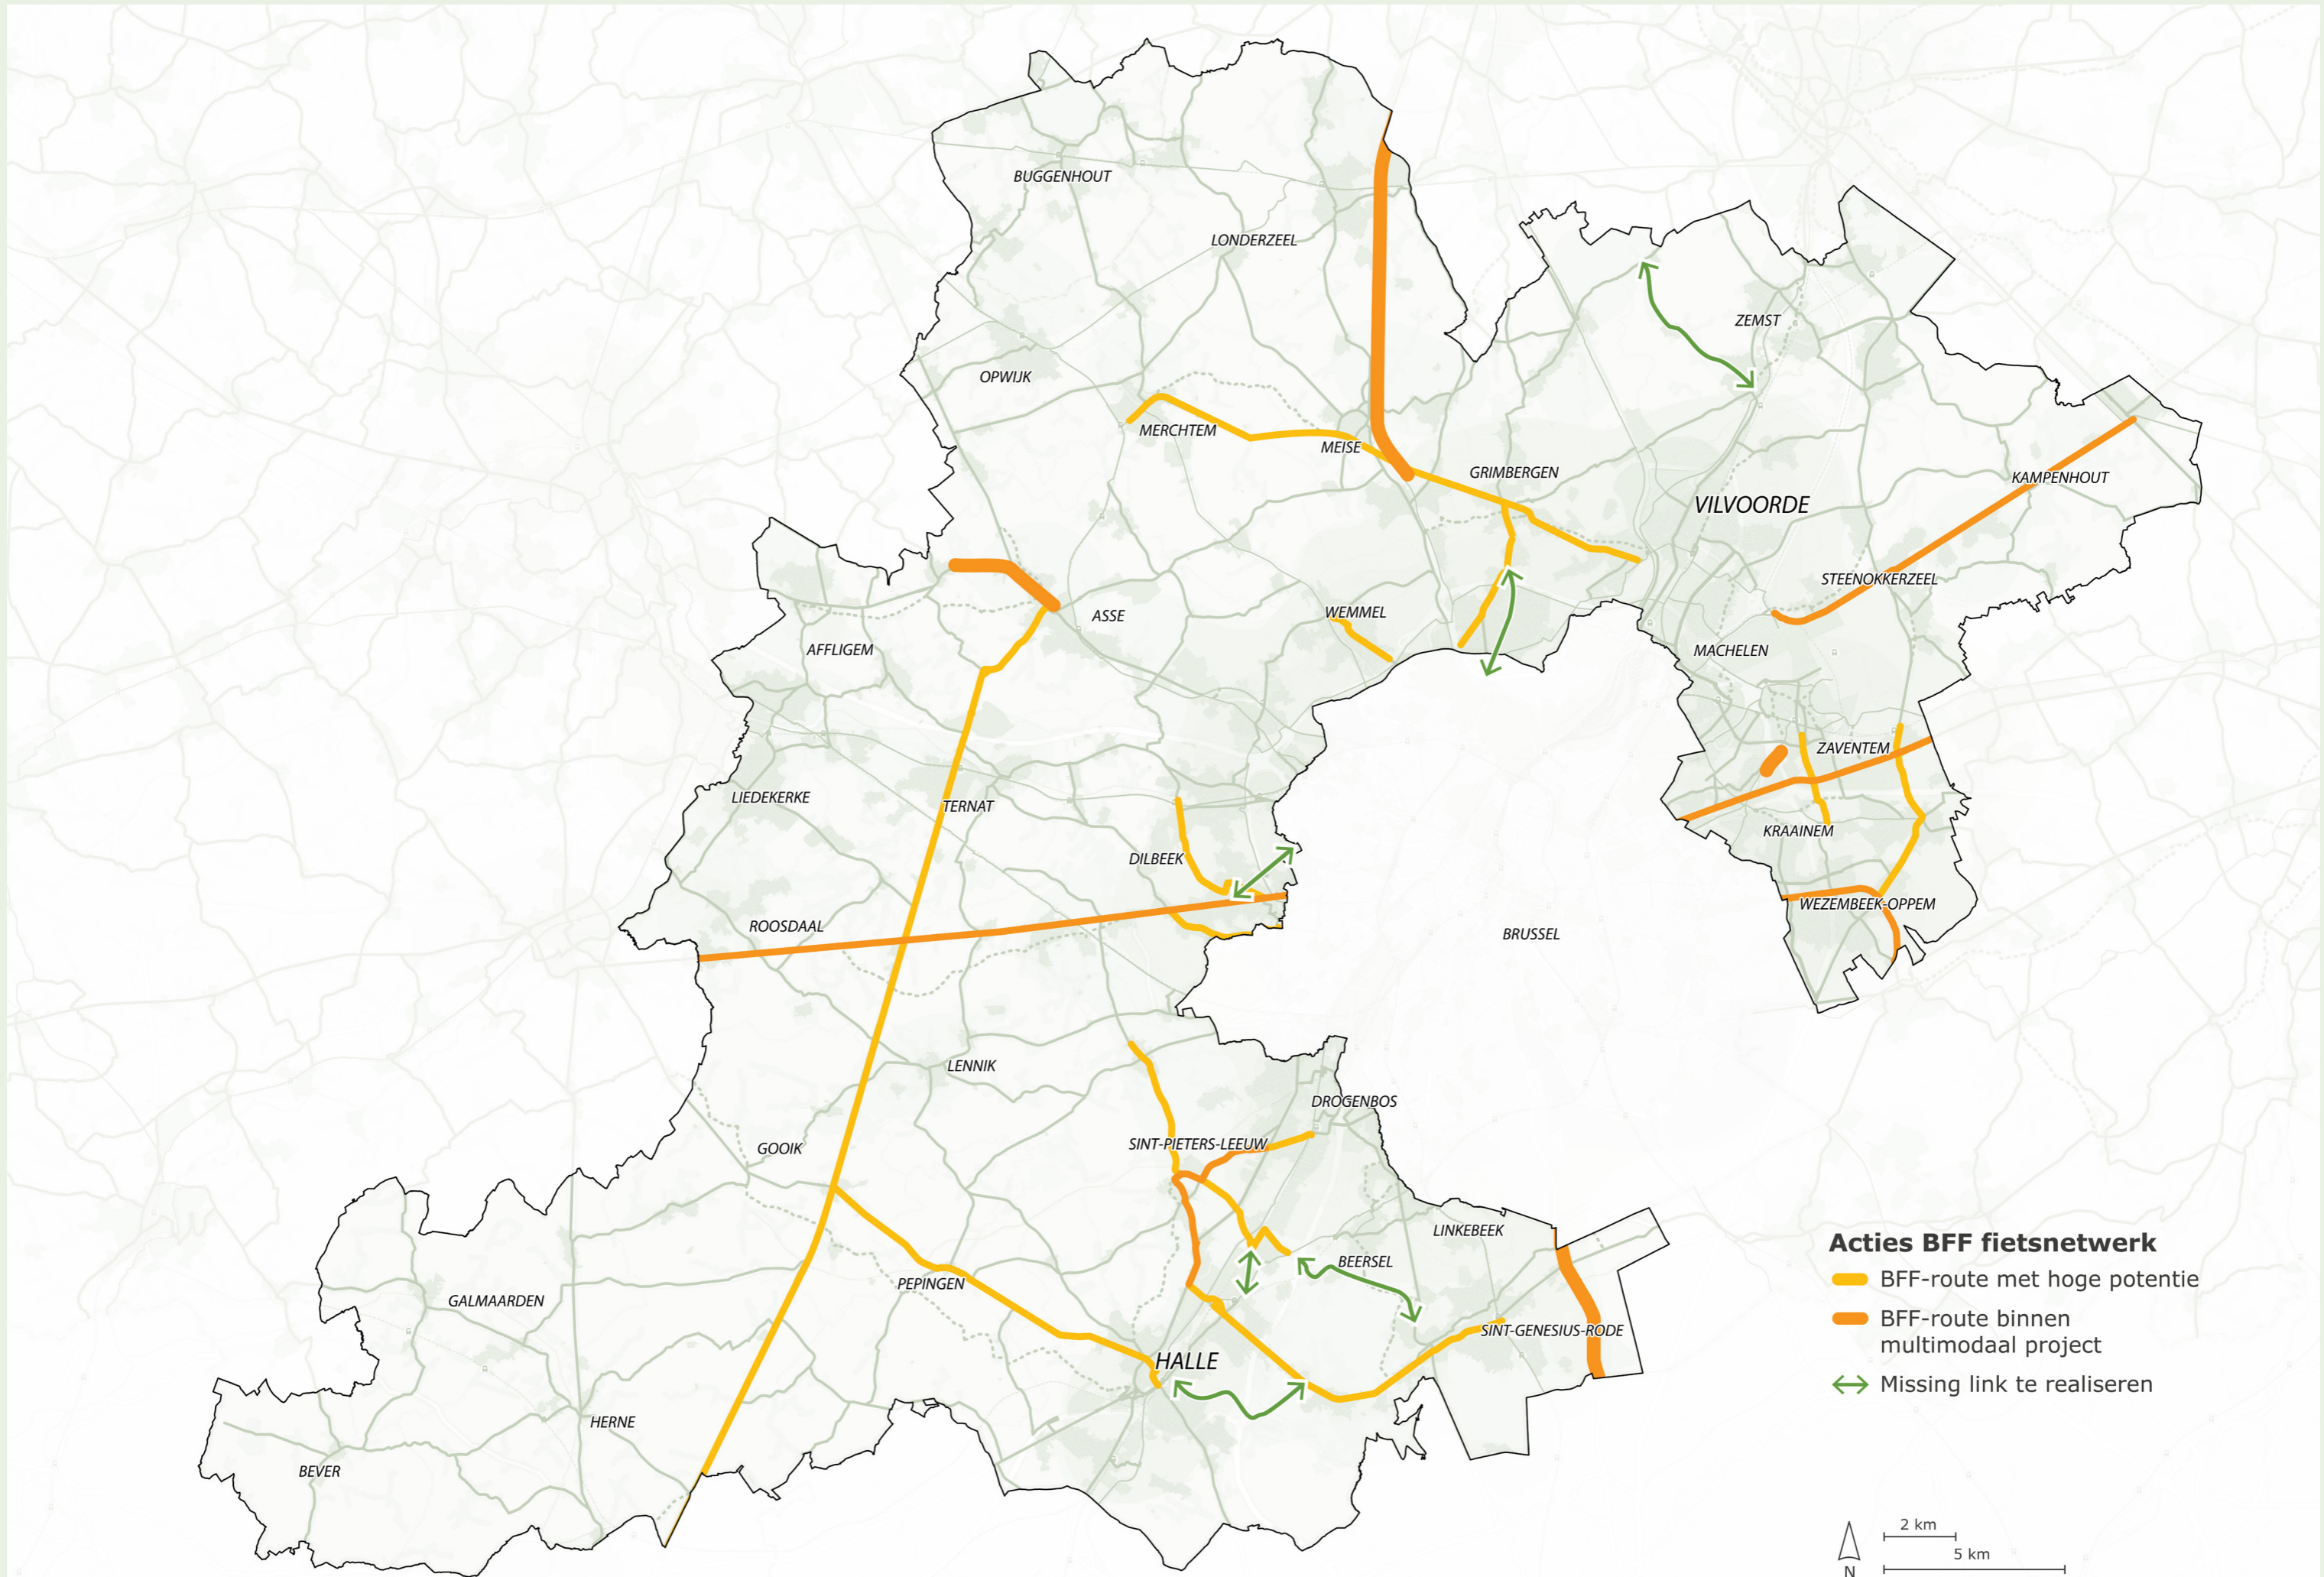 BUGGENHOUT
LONDERZEEL
ZEMST
OPWIJK
MERCHTEM
MEISE
GRIMBERGEN
KAMPENHOUT
VILVOORDE
STEENOKKERZEEL
WEMMEL
ASSE
AFFLIGEM
MACHELEN
ZAVENTEM
LIEDEKERKE
TERNAT
KRAAINEM
DILBEEK
WEZEMBEEK-OPPEM
ROOSDAAL
BRUSSEL
LENNIK
DROGENBOS
SINT-PIETERS-LEEUW
GOOIK
LINKEBEEK
BEERSEL
PEPINGEN
GALMAARDEN
SINT-GENESIUS-RODE
HALLE
HERNE
BEVER
Acties BFF fietsnetwerk
BFF-route met hoge potentie
BFF-route binnen
multimodaal project
Missing link te realiseren
2 km
5 km
N